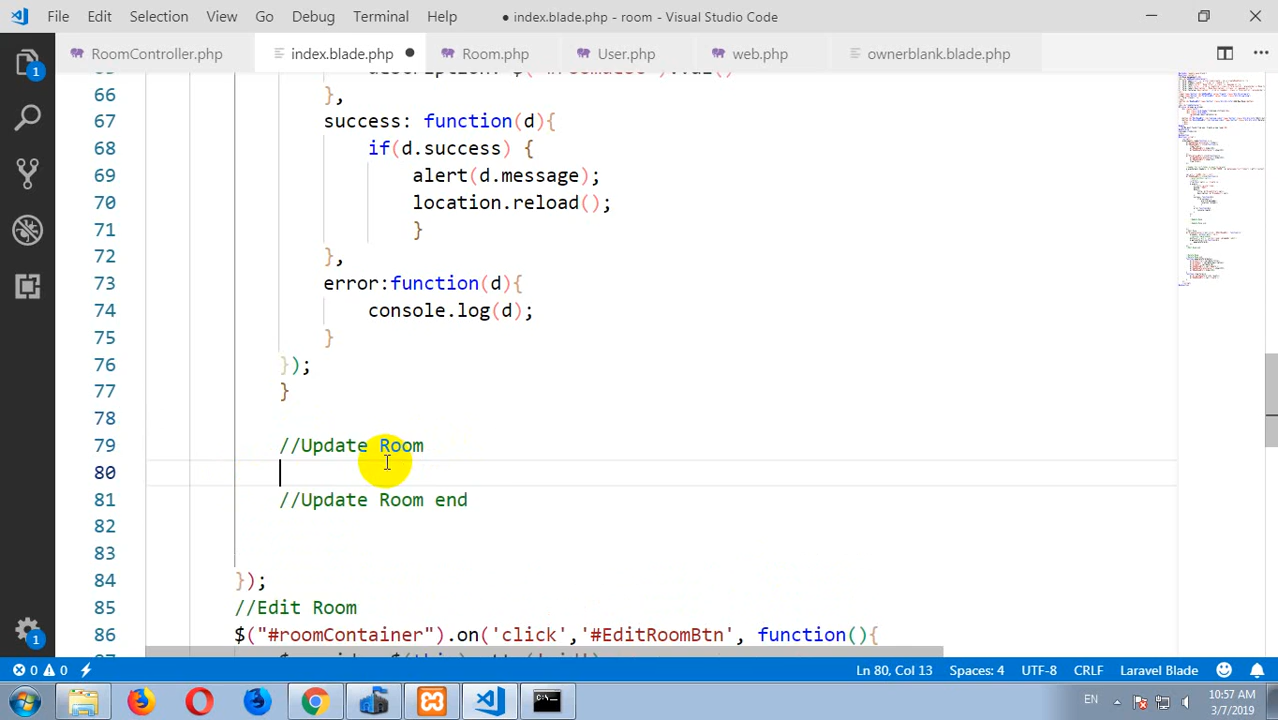 File Edit Selection View Go Debug Terminal Help
● index.blade.php - room - Visual Studio Code
RoomController.php index.blade.php ● Room.php User.php web.php ownerblank.blade.php
66 },
67 success: function(d){
68 if(d.success) {
69 alert(d.message);
70 location.reload();
71 }
72 },
73 error:function(d){
74 console.log(d);
75 }
76 });
77 }
78
79 //Update Room
80
81 //Update Room end
82
83
84 });
85 //Edit Room
86 $("#roomContainer").on('click','#EditRoomBtn', function(){
1
1
0 0 Ln 80, Col 13 Spaces: 4 UTF-8 CRLF Laravel Blade
EN 10:57 AM
3/7/2019